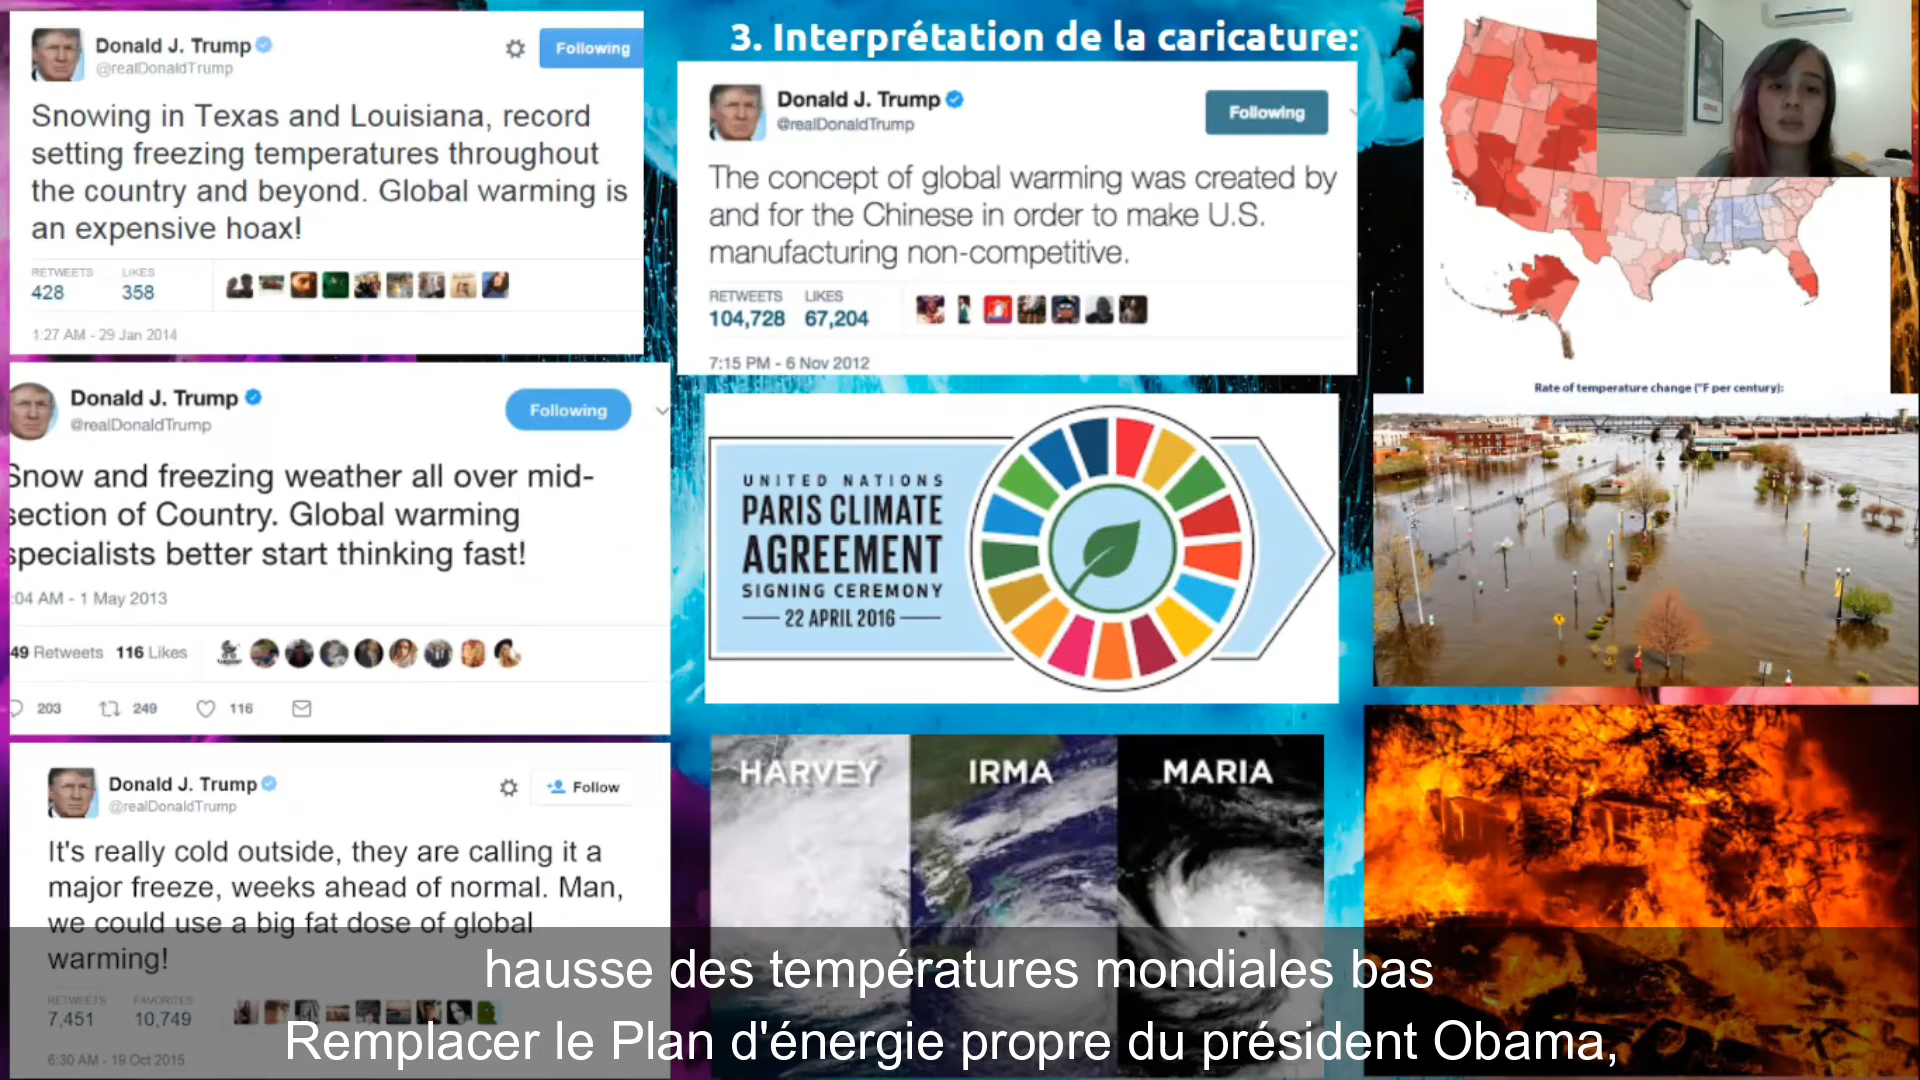 3. Interprétation de la caricature:
Donald J. Trump
@realDonaldTrump
Following
Snowing in Texas and Louisiana, record
setting freezing temperatures throughout
the country and beyond. Global warming is
an expensive hoax!
RETWEETS LIKES
428 358
1:27 AM - 29 Jan 2014
Donald J. Trump
@realDonaldTrump
Following
Snow and freezing weather all over mid-
section of Country. Global warming
specialists better start thinking fast!
:04 AM - 1 May 2013
49 Retweets 116 Likes
203 249 116
Donald J. Trump
@realDonaldTrump
Follow
It's really cold outside, they are calling it a
major freeze, weeks ahead of normal. Man,
we could use a big fat dose of global
warming!
RETWEETS FAVORITES
7,451 10,749
6:30 AM - 19 Oct 2015
Donald J. Trump
@realDonaldTrump
Following
The concept of global warming was created by
and for the Chinese in order to make U.S.
manufacturing non-competitive.
RETWEETS LIKES
104,728 67,204
7:15 PM - 6 Nov 2012
UNITED NATIONS
PARIS CLIMATE
AGREEMENT
SIGNING CEREMONY
22 APRIL 2016
HARVEY IRMA MARIA
Rate of temperature change (°F per century):
hausse des températures mondiales bas
Remplacer le Plan d'énergie propre du président Obama,